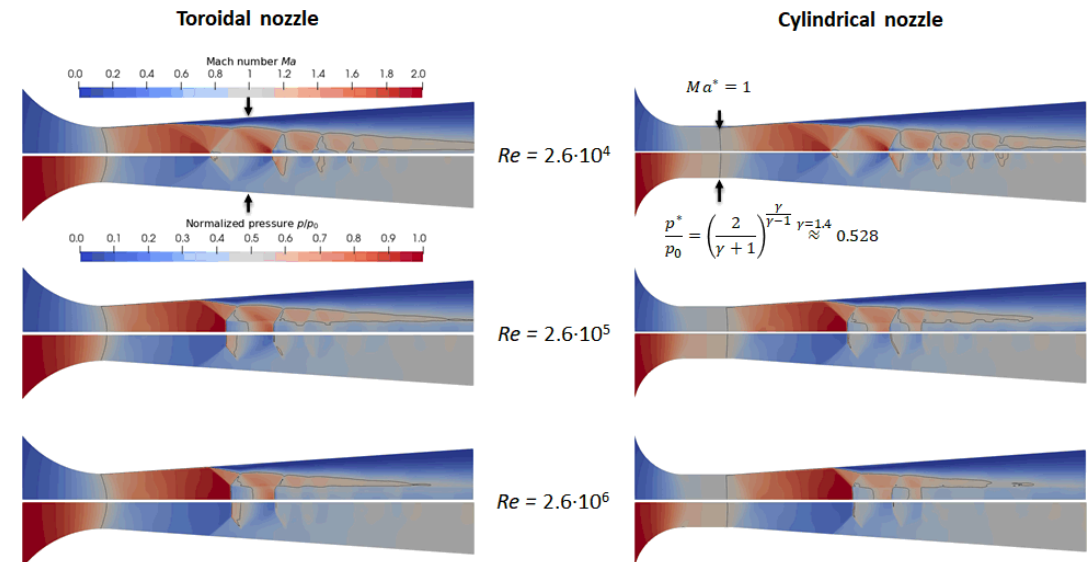 Toroidal nozzle
Cylindrical nozzle
Mach number Ma
0.0 0.2 0.4 0.6 0.8 1 1.2 1.4 1.6 1.8 2.0
Ma* = 1
Re = 2.6·10⁴
Normalized pressure p/p₀
0.0 0.1 0.2 0.3 0.4 0.5 0.6 0.7 0.8 0.9 1.0
p*/p₀ = (2/(γ + 1))^(γ/(γ−1)) γ=1.4 ≈ 0.528
Re = 2.6·10⁵
Re = 2.6·10⁶